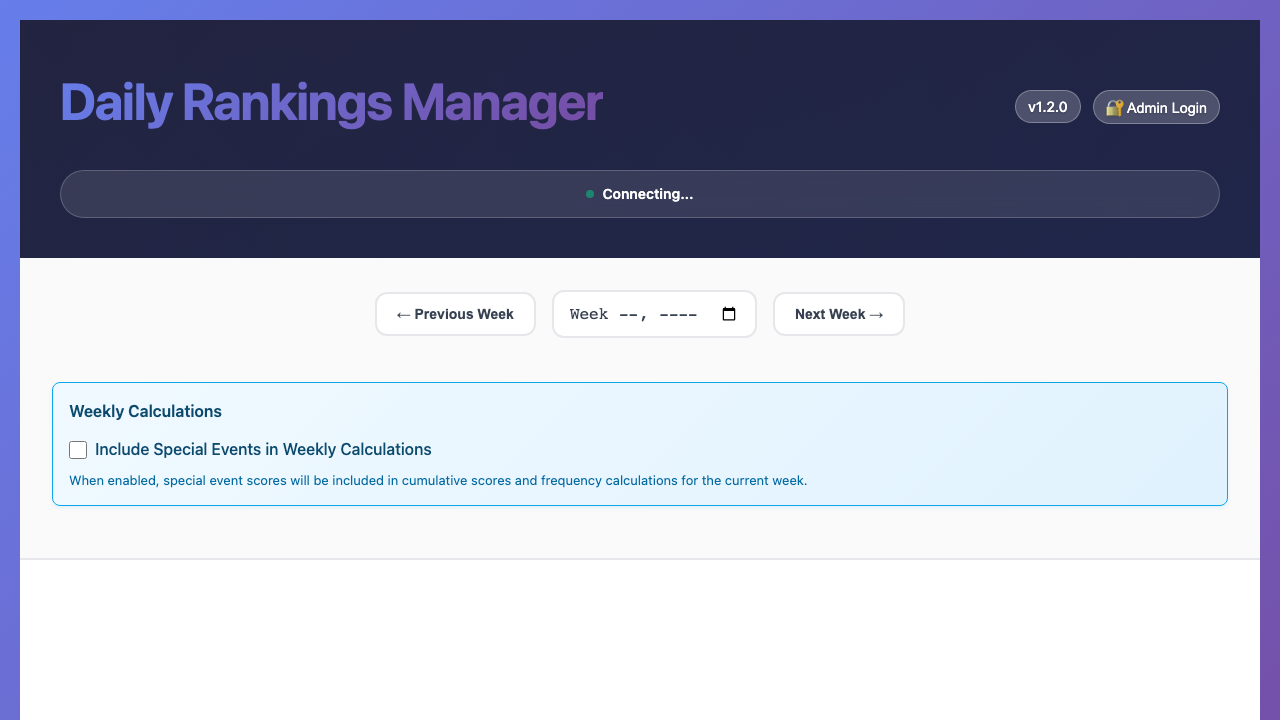 Daily Rankings Manager
v1.2.0
🔐 Admin Login
Connecting...
← Previous Week
Week --, ----
Next Week →
Weekly Calculations
Include Special Events in Weekly Calculations
When enabled, special event scores will be included in cumulative scores and frequency calculations for the current week.